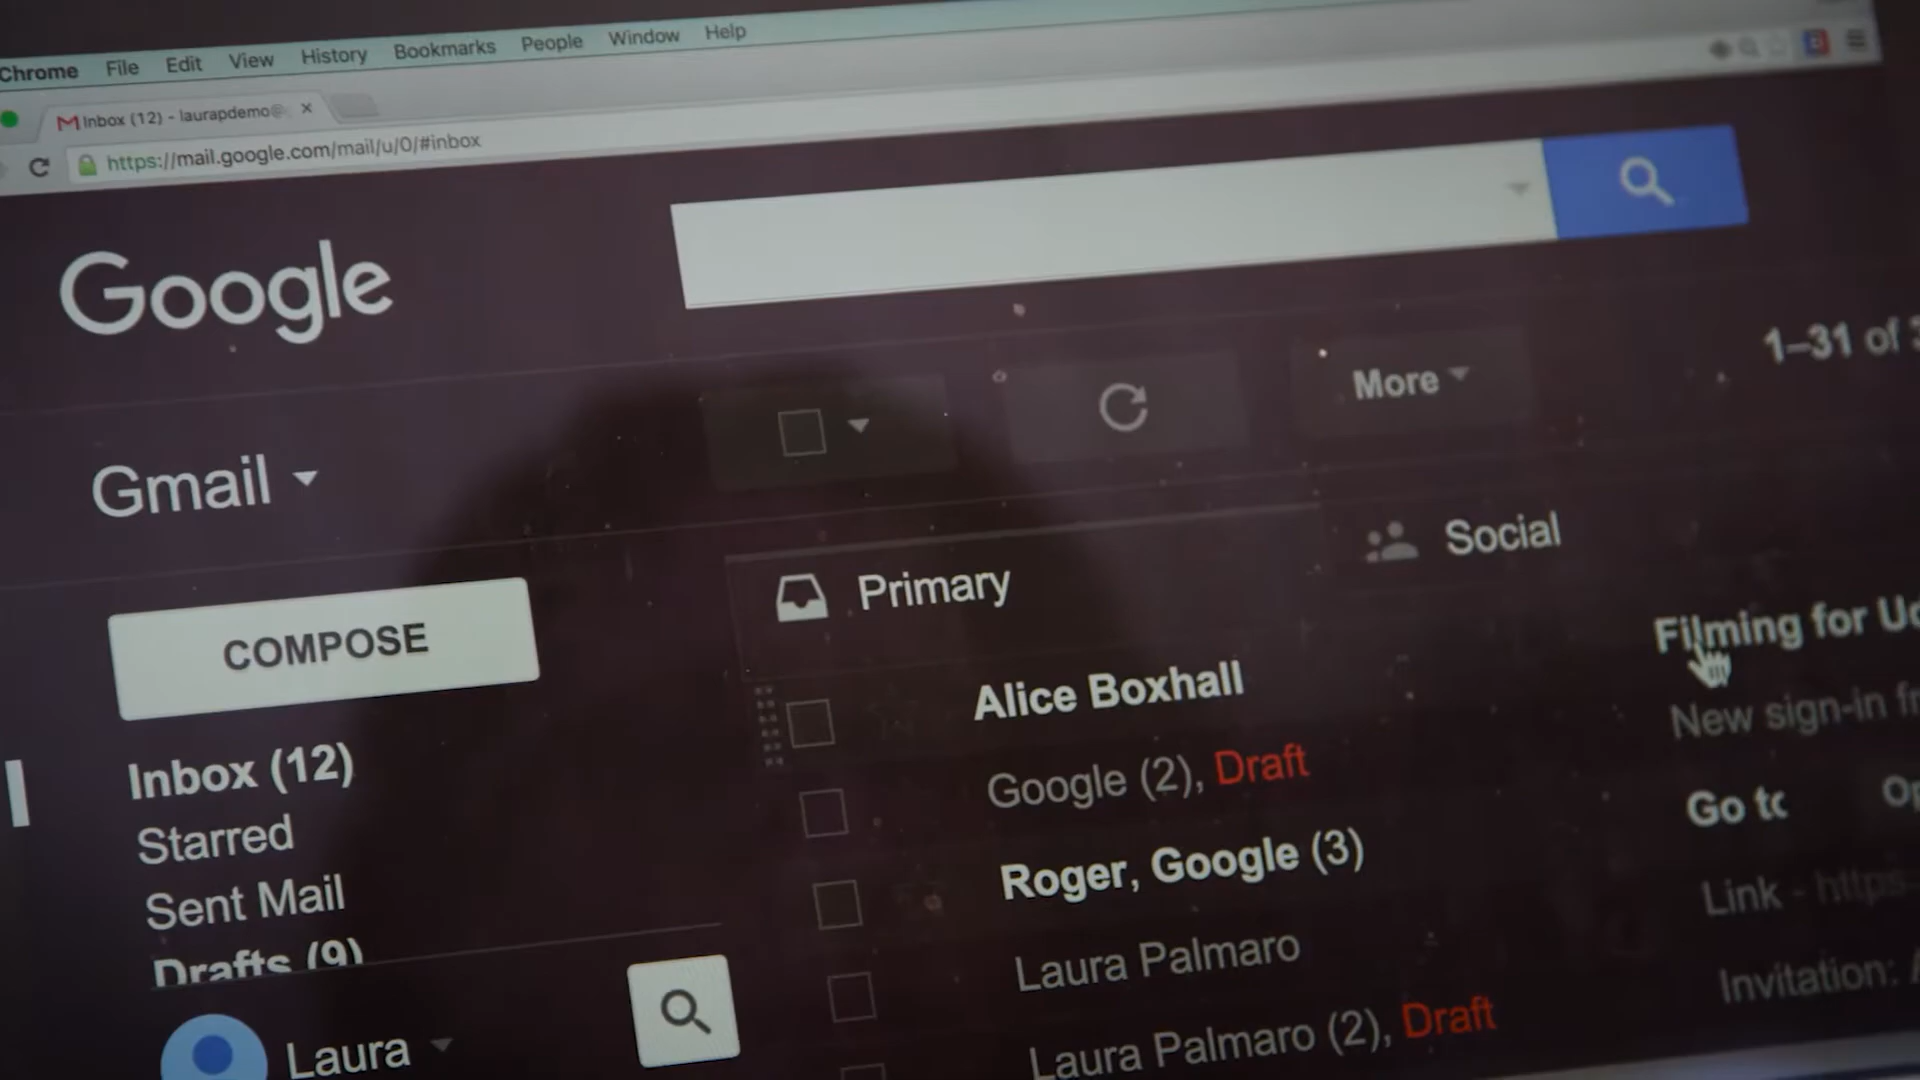 Chrome File Edit View History Bookmarks People Window Help
Inbox (12) - laurapdemo@
https://mail.google.com/mail/u/0/#inbox
Google
More
1–31 of
Gmail
Primary
Social
COMPOSE
Alice Boxhall
Filming for
Google (2), Draft
New sign-in
Inbox (12)
Starred
Roger, Google (3)
Go to
Sent Mail
Laura Palmaro
Link - https
Drafts (9)
Laura Palmaro (2), Draft
Invitation:
Laura